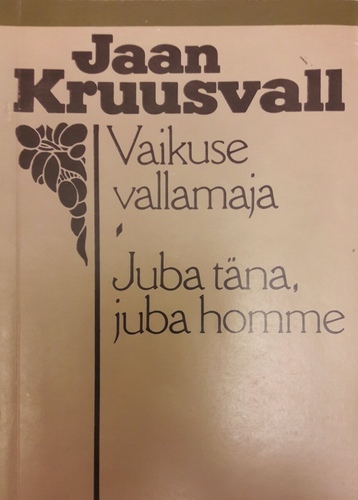 Jaan
Kruusvall
Vaikuse
vallamaja
Juba täna,
juba homme